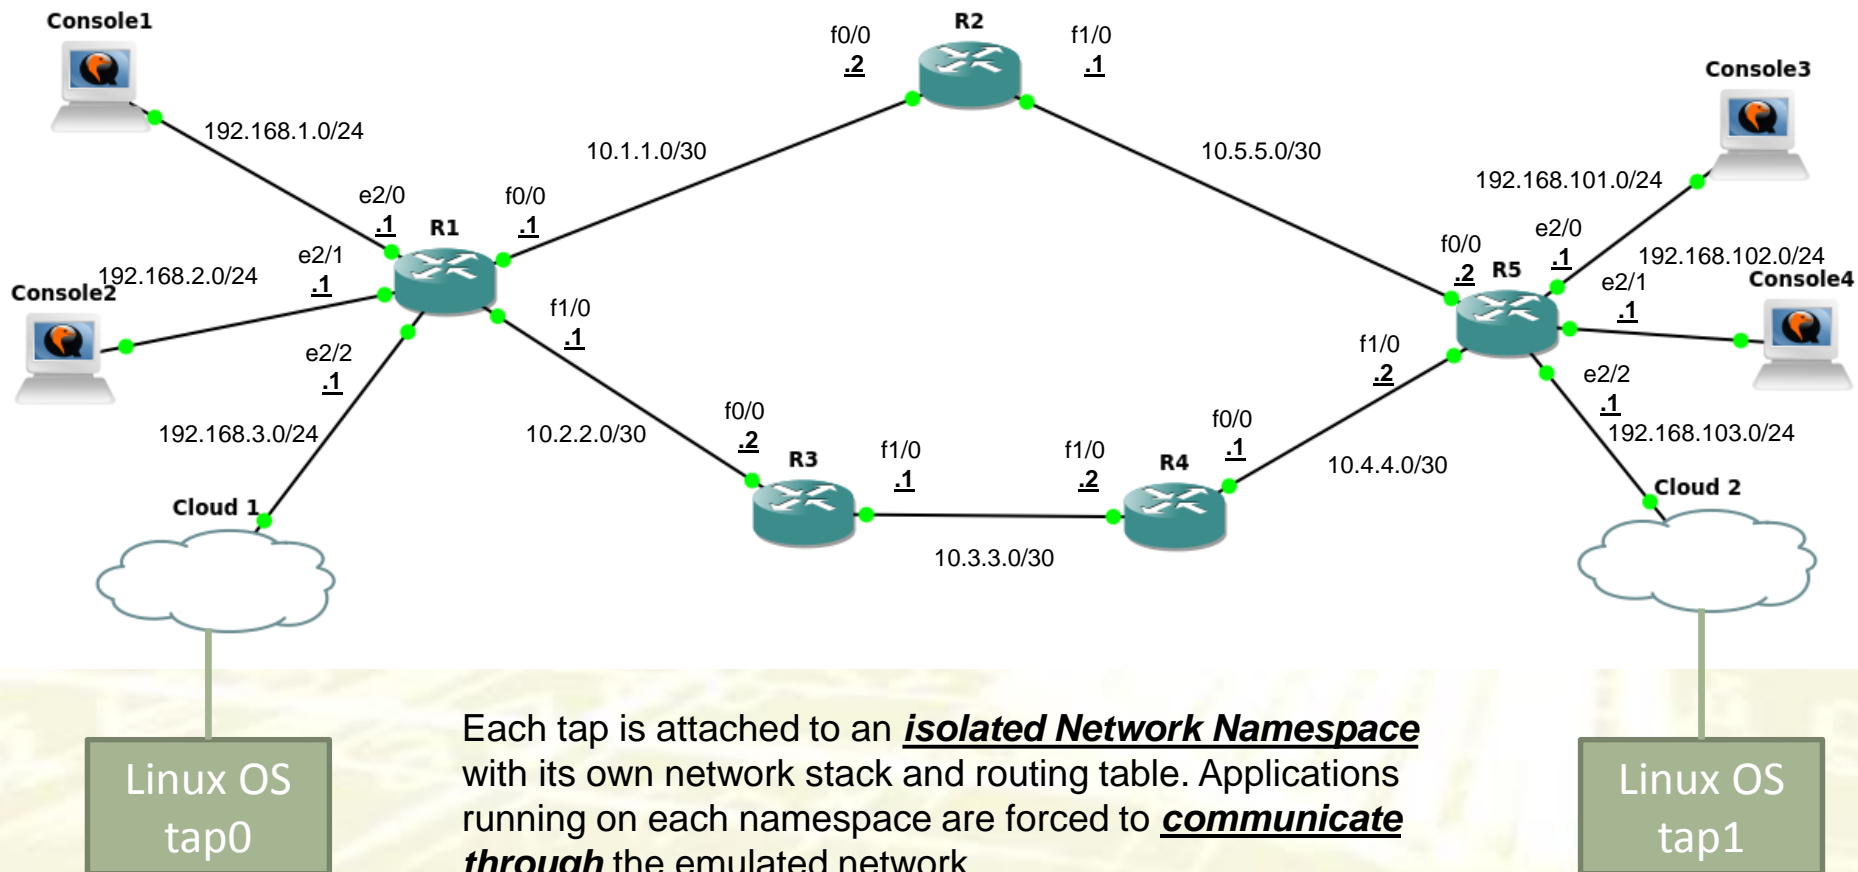 Console1
R2
f0/0
.2
f1/0
.1
Console3
192.168.1.0/24
10.1.1.0/30
10.5.5.0/30
192.168.101.0/24
e2/0
.1
R1
f0/0
.1
e2/1
.1
192.168.2.0/24
Console2
f0/0
.2
R5
e2/0
.1
192.168.102.0/24
e2/1
.1
Console4
f1/0
.1
e2/2
.1
f1/0
.2
e2/2
.1
192.168.3.0/24
10.2.2.0/30
f0/0
.2
R3
f1/0
.1
f1/0
.2
R4
f0/0
.1
10.4.4.0/30
192.168.103.0/24
Cloud 1
Cloud 2
10.3.3.0/30
Linux OS
tap0
Each tap is attached to an isolated Network Namespace
with its own network stack and routing table. Applications
running on each namespace are forced to communicate
through the emulated network
Linux OS
tap1